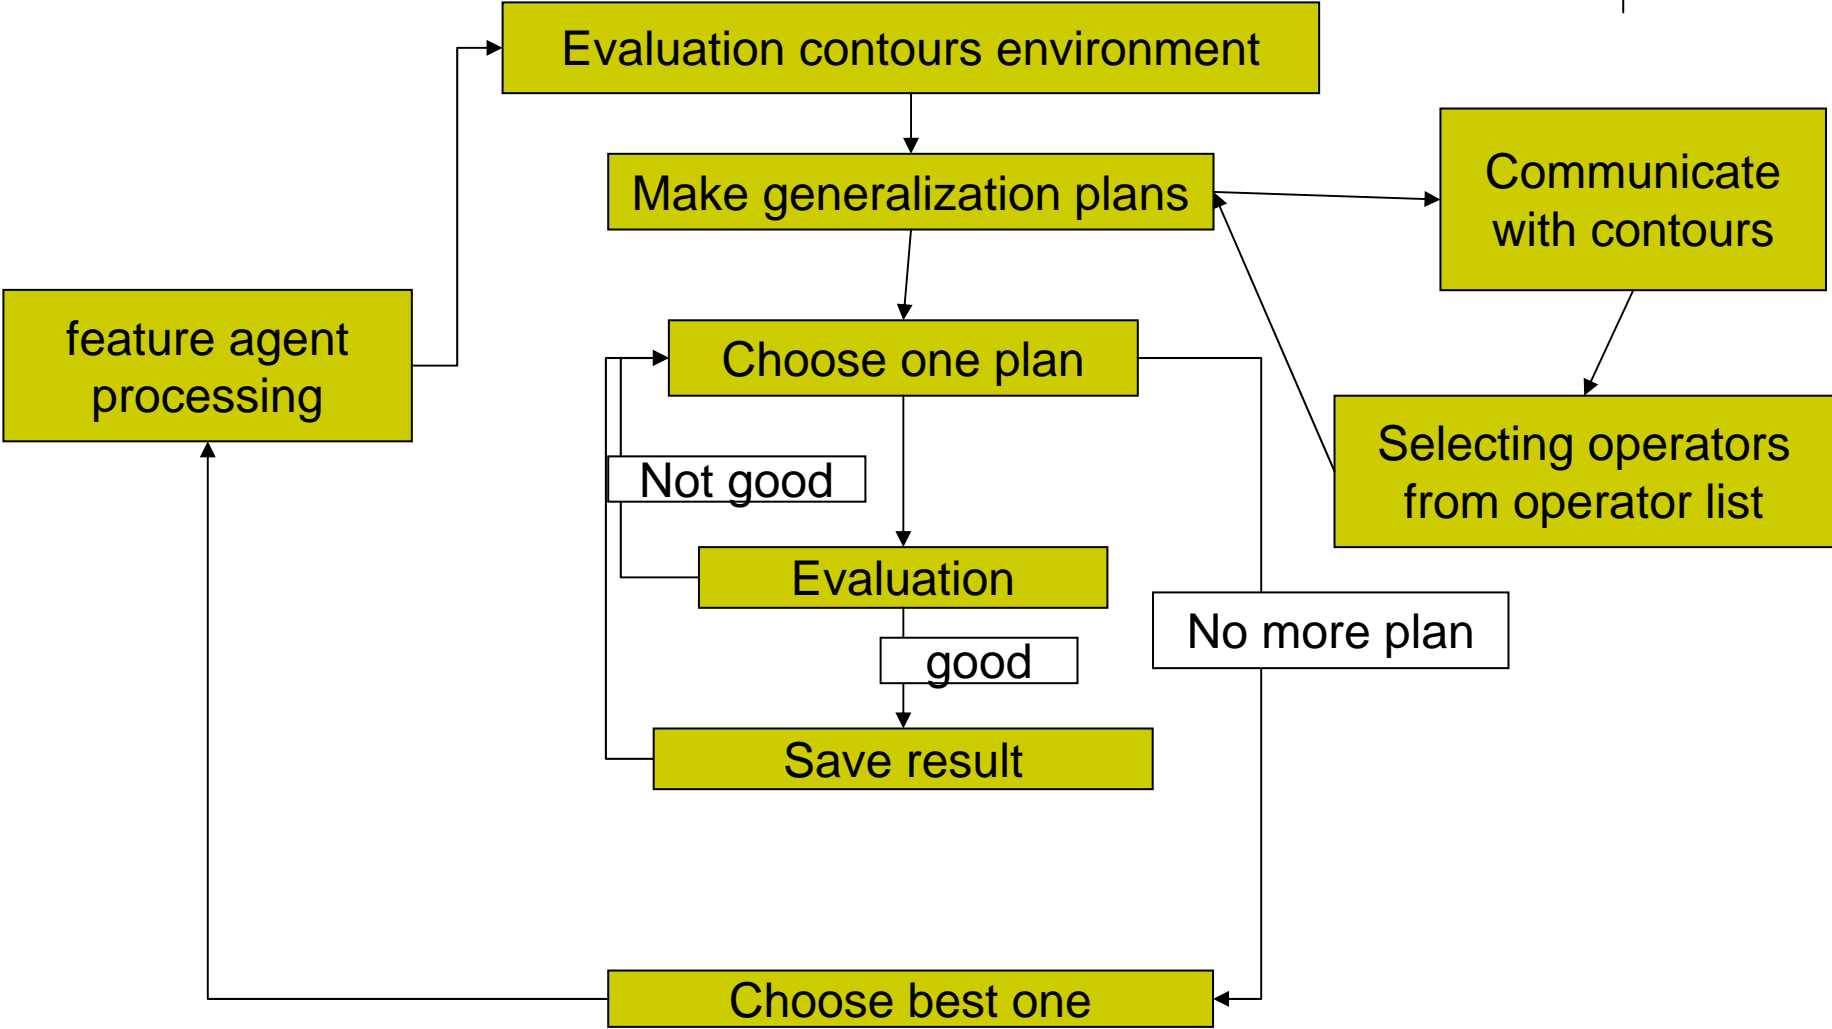 Evaluation contours environment
Make generalization plans
Communicate
with contours
feature agent
processing
Choose one plan
Selecting operators
from operator list
Not good
Evaluation
No more plan
good
Save result
Choose best one